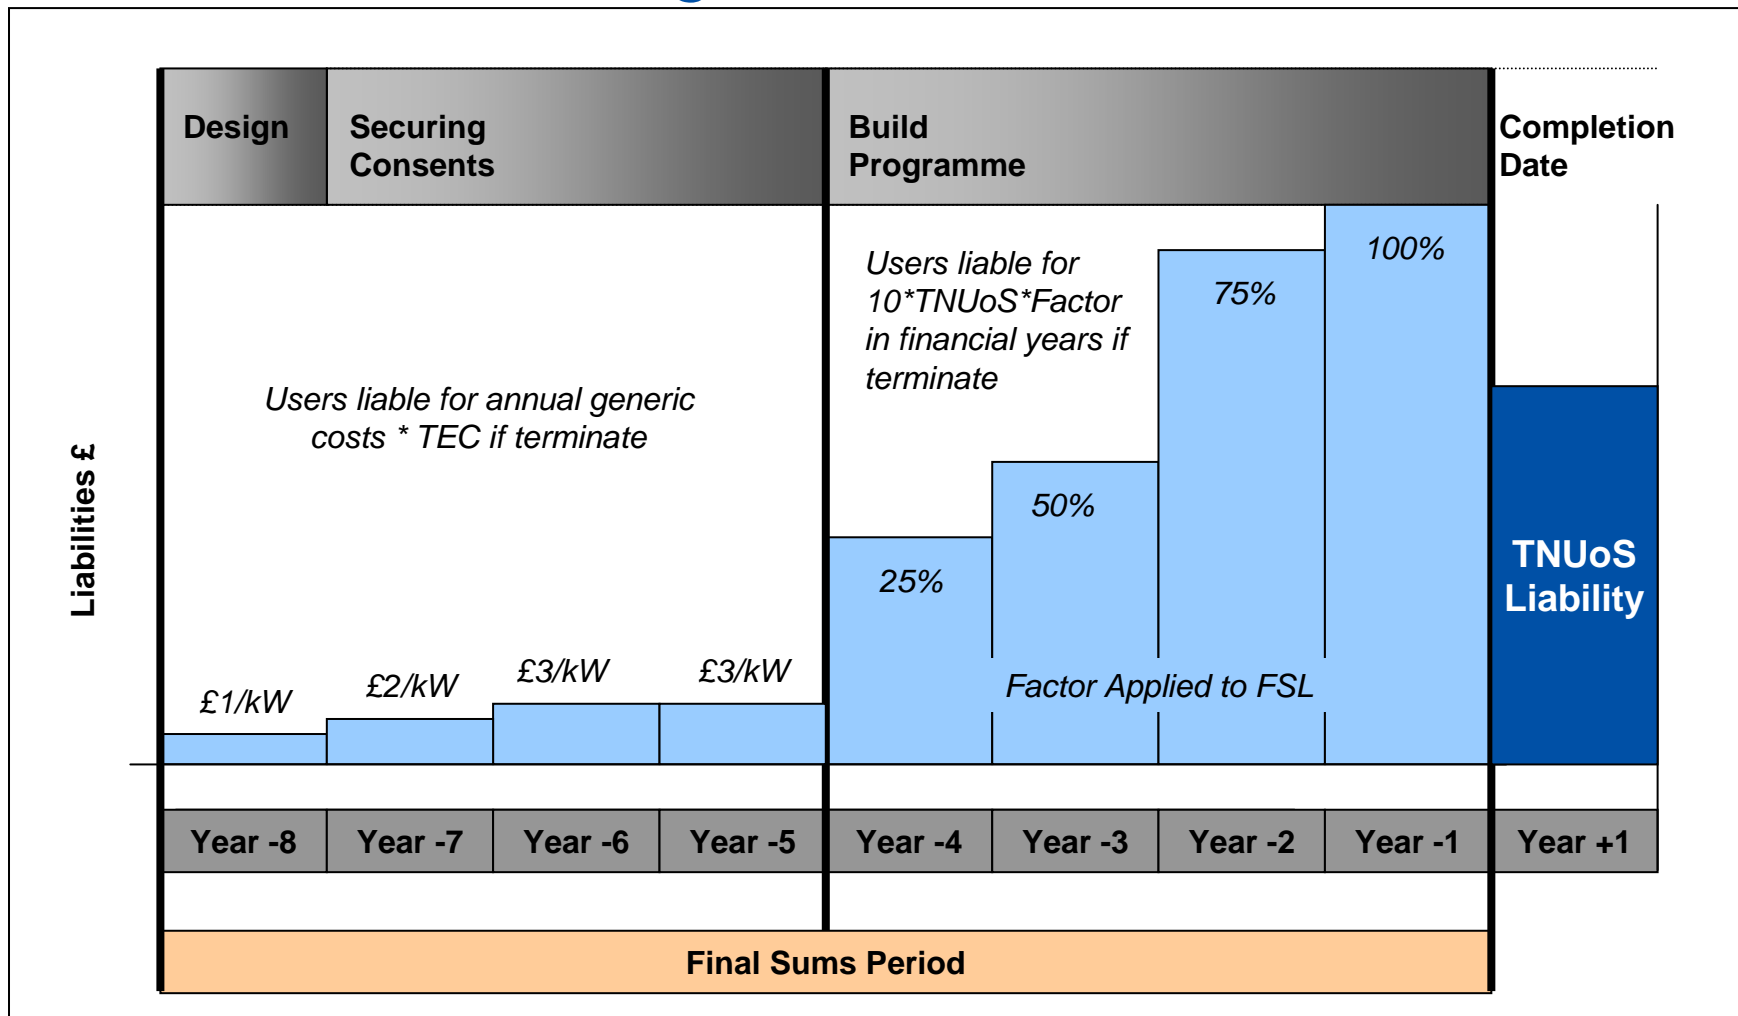 Design
Securing
Consents
Build
Programme
Completion
Date
Users liable for
10*TNUoS*Factor
in financial years if
terminate
100%
75%
Users liable for annual generic
costs * TEC if terminate
50%
25%
TNUoS
Liability
Liabilities £
£1/kW
£2/kW
£3/kW
£3/kW
Factor Applied to FSL
Year -8
Year -7
Year -6
Year -5
Year -4
Year -3
Year -2
Year -1
Year +1
Final Sums Period